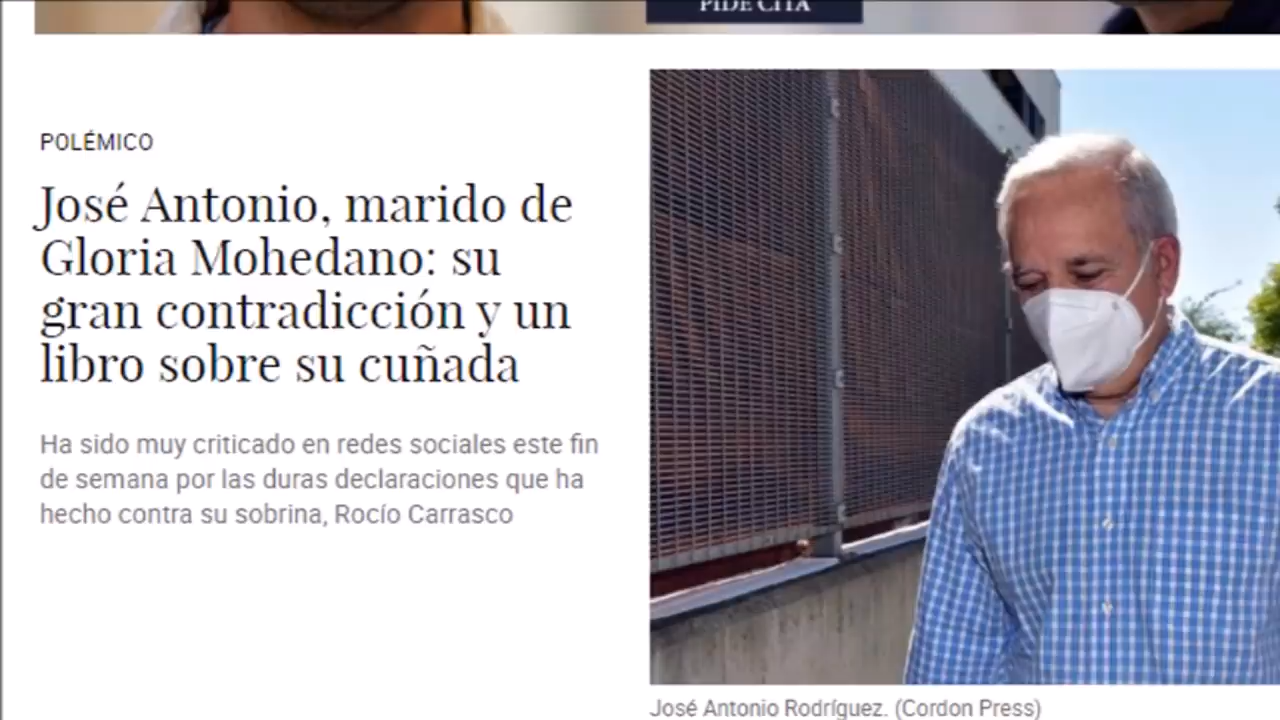 PIDE CITA
POLÉMICO
José Antonio, marido de
Gloria Mohedano: su
gran contradicción y un
libro sobre su cuñada
Ha sido muy criticado en redes sociales este fin
de semana por las duras declaraciones que ha
hecho contra su sobrina, Rocío Carrasco
José Antonio Rodríguez. (Cordon Press)